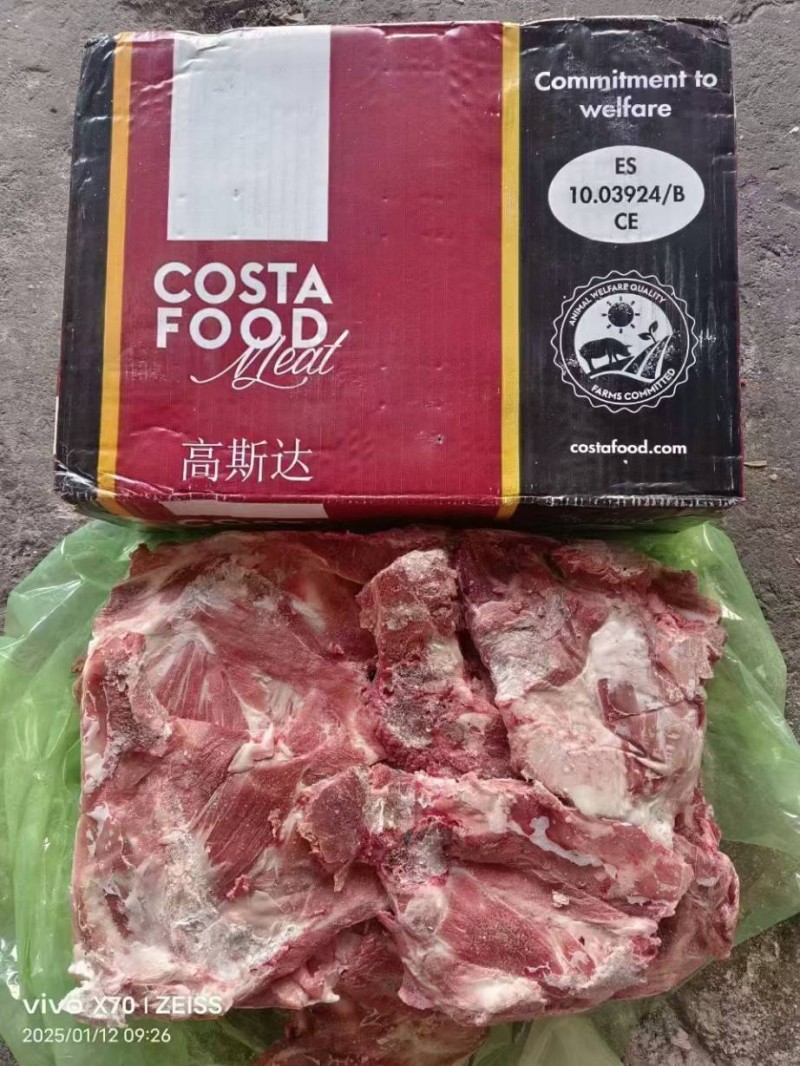 Commitment to
welfare
ES
10.03924/B
CE
COSTA
FOOD
Meat
高斯达
ANIMAL WELFARE QUALITY
FARMS COMMITTED
costafood.com
vivo X70 | ZEISS
2025/01/12 09:26